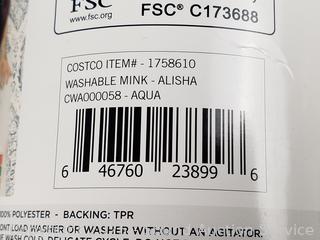 FSC
www.fsc.org
FSC® C173688
COSTCO ITEM# - 1758610
WASHABLE MINK - ALISHA
CWA000058 - AQUA
6 46760 23899 6
100% POLYESTER - BACKING: TPR
FRONT LOAD WASHER OR WASHER WITHOUT AN AGITATOR.